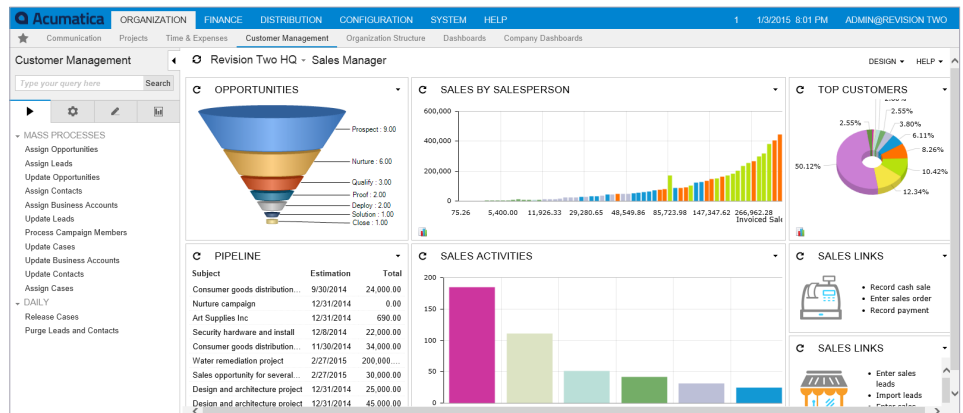 Acumatica ORGANIZATION FINANCE DISTRIBUTION CONFIGURATION SYSTEM HELP 1 1/3/2015 8:01 PM ADMIN@REVISION TWO
Communication Projects Time & Expenses Customer Management Organization Structure Dashboards Company Dashboards
Customer Management
Type your query here Search
MASS PROCESSES
Assign Opportunities
Assign Leads
Update Opportunities
Assign Contacts
Assign Business Accounts
Update Leads
Process Campaign Members
Update Cases
Update Business Accounts
Update Contacts
Assign Cases
DAILY
Release Cases
Purge Leads and Contacts
Revision Two HQ - Sales Manager DESIGN HELP
OPPORTUNITIES
Prospect : 9.00
Nurture : 6.00
Qualify : 3.00
Proof : 2.00
Deploy : 2.00
Solution : 1.00
Close : 1.00
SALES BY SALESPERSON
600,000
400,000
200,000
0
75.26 5,400.00 11,926.33 29,280.65 48,549.86 85,723.98 147,347.62 266,962.28
Invoiced Sale
TOP CUSTOMERS
2.55%
2.55%
3.80%
6.11%
8.26%
10.42%
12.34%
50.12%
PIPELINE
Subject Estimation Total
Consumer goods distribution... 9/30/2014 24,000.00
Nurture campaign 12/31/2014 0.00
Art Supplies Inc 12/31/2014 690.00
Security hardware and install 12/8/2014 22,000.00
Consumer goods distribution... 11/30/2014 34,000.00
Water remediation project 2/27/2015 200,000....
Sales opportunity for several... 2/27/2015 30,000.00
Design and architecture project 12/31/2014 25,000.00
Design and architecture project 12/31/2014 45,000.00
SALES ACTIVITIES
200
150
100
50
0
SALES LINKS
Record cash sale
Enter sales order
Record payment
SALES LINKS
Enter sales
leads
Import leads
Enter sales